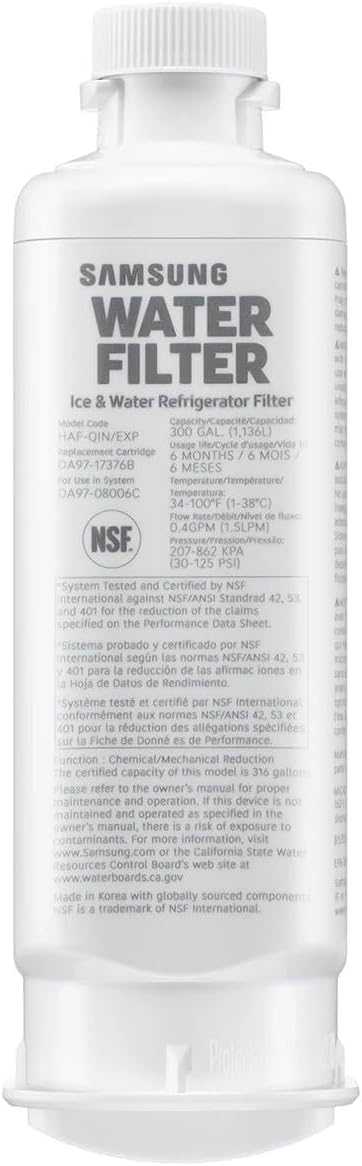 SAMSUNG
WATER
FILTER
Ice & Water Refrigerator Filter
Model Code
HAF-QIN/EXP
Replacement Cartridge
DA97-17376B
For Use in System
DA97-08006C
Capacity/Capacité/Capacidad:
300 GAL. (1,136L)
Usage life/Cycle d'usage/Vida
6 MONTHS / 6 MOIS /
6 MESES
Temperature/Température/
Temperatura:
34-100°F (1-38°C)
Flow Rate/Débit/Nivel de flujo:
0.4GPM (1.5LPM)
Pressure/Pression/Presión:
207-862 KPA
(30-125 PSI)
NSF.
*System Tested and Certified by NSF
International against NSF/ANSI Standrad 42, 53,
and 401 for the reduction of the claims
specified on the Performance Data Sheet.
*Sistema probado y certificado por NSF
International según las normas NSF/ANSI 42, 53
y 401 para la reducción de las afirmac iones en
la Hoja de Datos de Rendimiento.
*Système testé et certifié par NSF International
conformément aux normes NSF/ANSI 42, 53 et
401 pour la réduction des allégations spécifiées
sur la Fiche de Donné es de Performance.
Function : Chemical/Mechanical Reduction
The certified capacity of this model is 316 gallons
Please refer to the owner's manual for proper
maintenance and operation. If this device is not
maintained and operated as specified in the
owner's manual, there is a risk of exposure to
contaminants. For more information, visit
www.Samsung.com or the California State Water
Resources Control Board's web site at
www.waterboards.ca.gov
Made in Korea with globally sourced components
NSF is a trademark of NSF International.